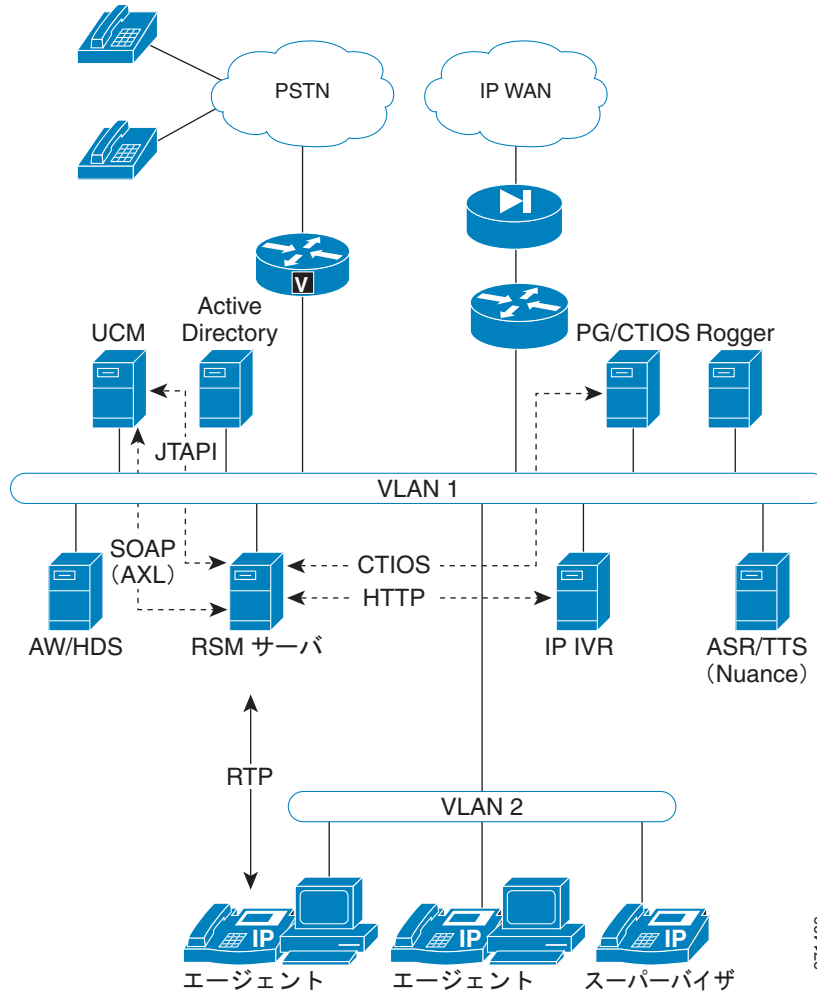 PSTN
IP WAN
V
UCM
Active
Directory
PG/CTIOS
Rogger
JTAPI
VLAN 1
SOAP
（AXL）
CTIOS
HTTP
AW/HDS
RSM サーバ
IP IVR
ASR/TTS
（Nuance）
RTP
VLAN 2
IP
IP
IP
エージェント
エージェント
スーパーバイザ